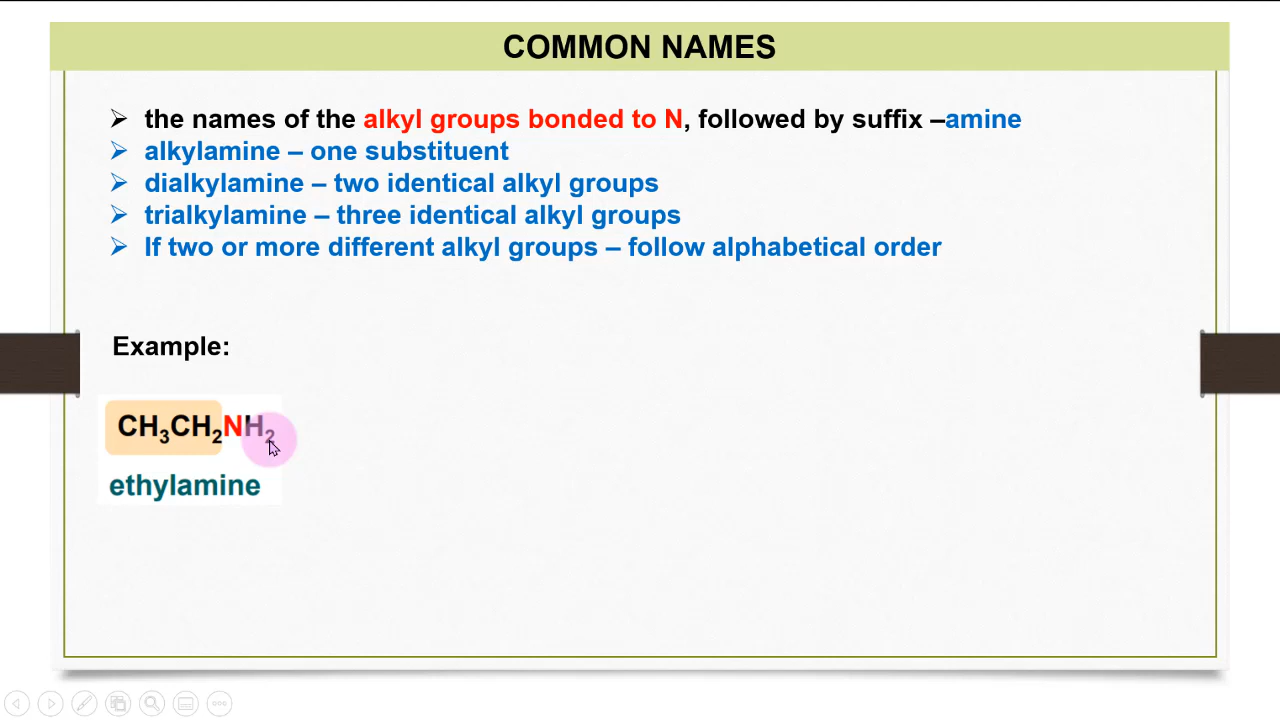 COMMON NAMES
➢ the names of the alkyl groups bonded to N, followed by suffix –amine
➢ alkylamine – one substituent
➢ dialkylamine – two identical alkyl groups
➢ trialkylamine – three identical alkyl groups
➢ If two or more different alkyl groups – follow alphabetical order
Example:
CH₃CH₂NH₂
ethylamine